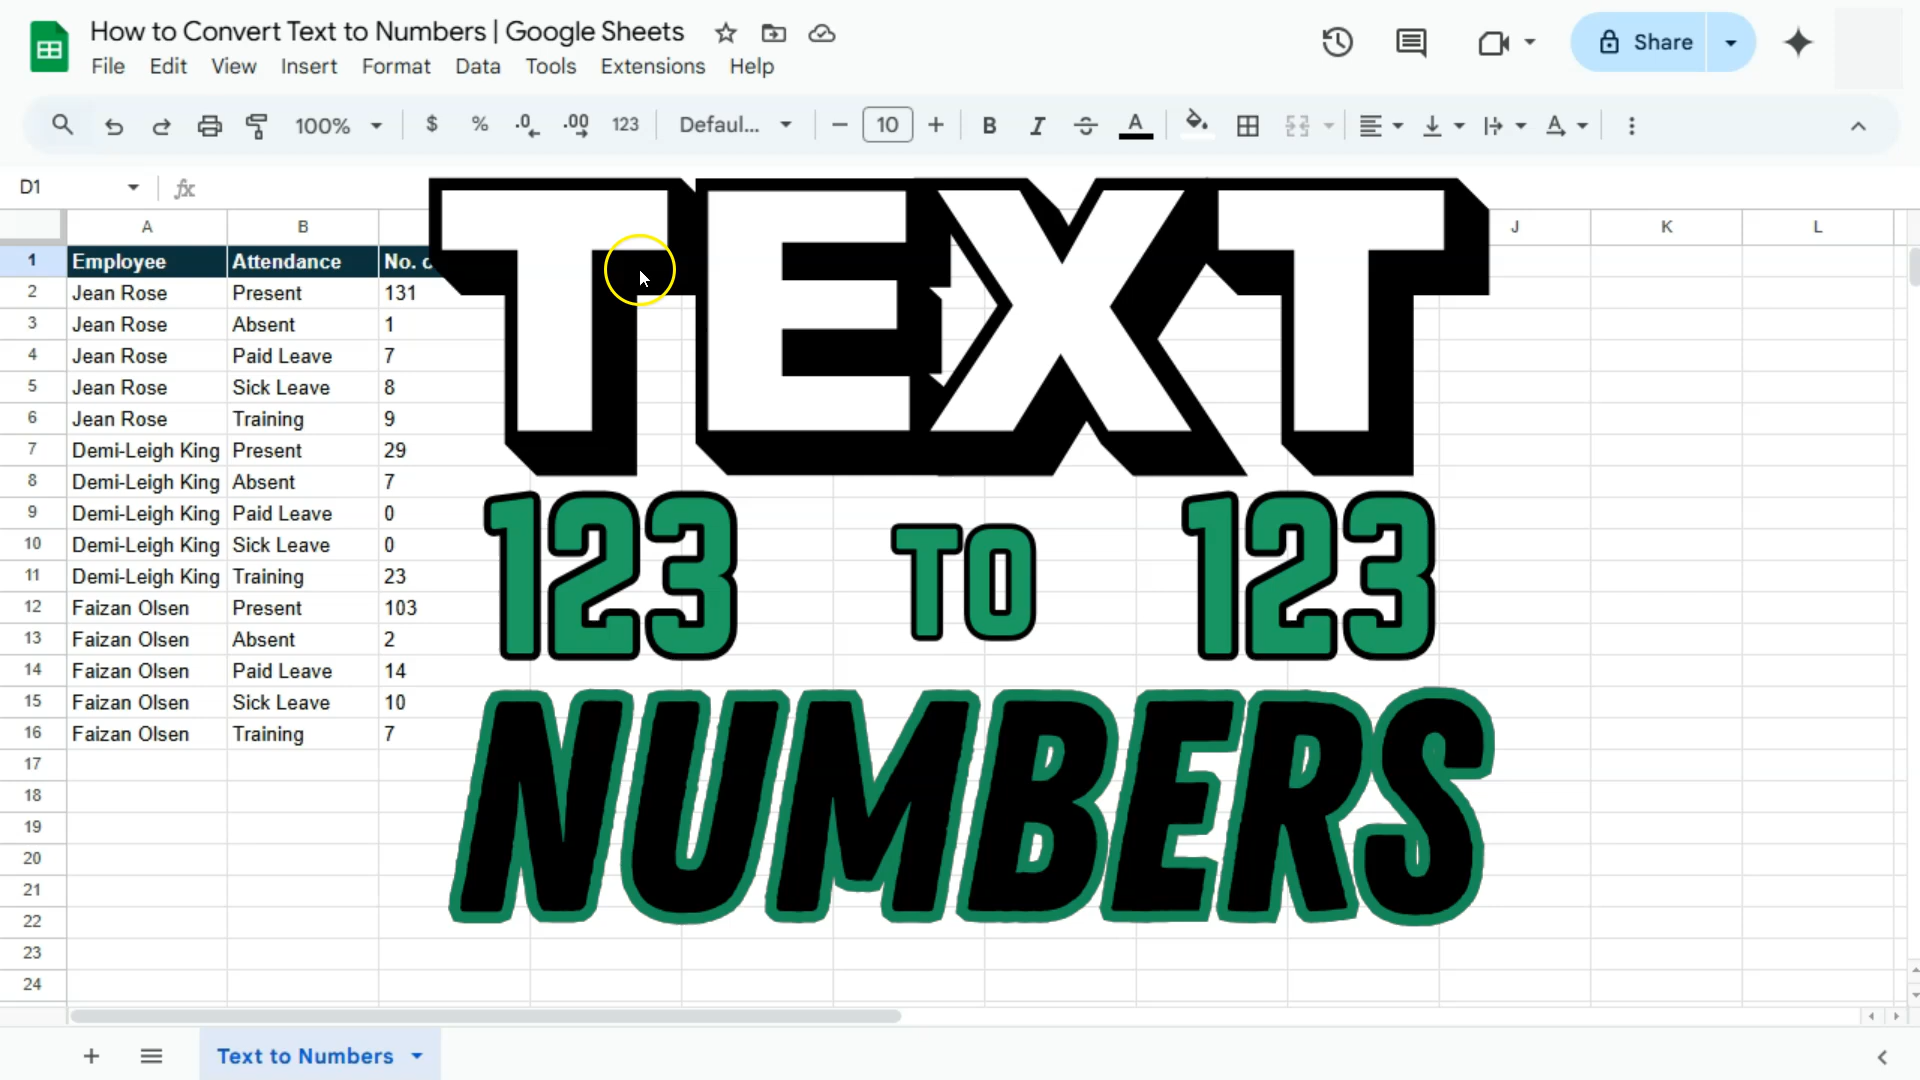 How to Convert Text to Numbers | Google Sheets
File Edit View Insert Format Data Tools Extensions Help
Share
100% $ % .0 .00 123 Defaul... 10 B I A
D1 fx
A B J K L
1 Employee Attendance No.
2 Jean Rose Present 131
3 Jean Rose Absent 1
4 Jean Rose Paid Leave 7
5 Jean Rose Sick Leave 8
6 Jean Rose Training 9
7 Demi-Leigh King Present 29
8 Demi-Leigh King Absent 7
9 Demi-Leigh King Paid Leave 0
10 Demi-Leigh King Sick Leave 0
11 Demi-Leigh King Training 23
12 Faizan Olsen Present 103
13 Faizan Olsen Absent 2
14 Faizan Olsen Paid Leave 14
15 Faizan Olsen Sick Leave 10
16 Faizan Olsen Training 7
17
18
19
20
21
22
23
24
TEXT
123 TO 123
NUMBERS
Text to Numbers